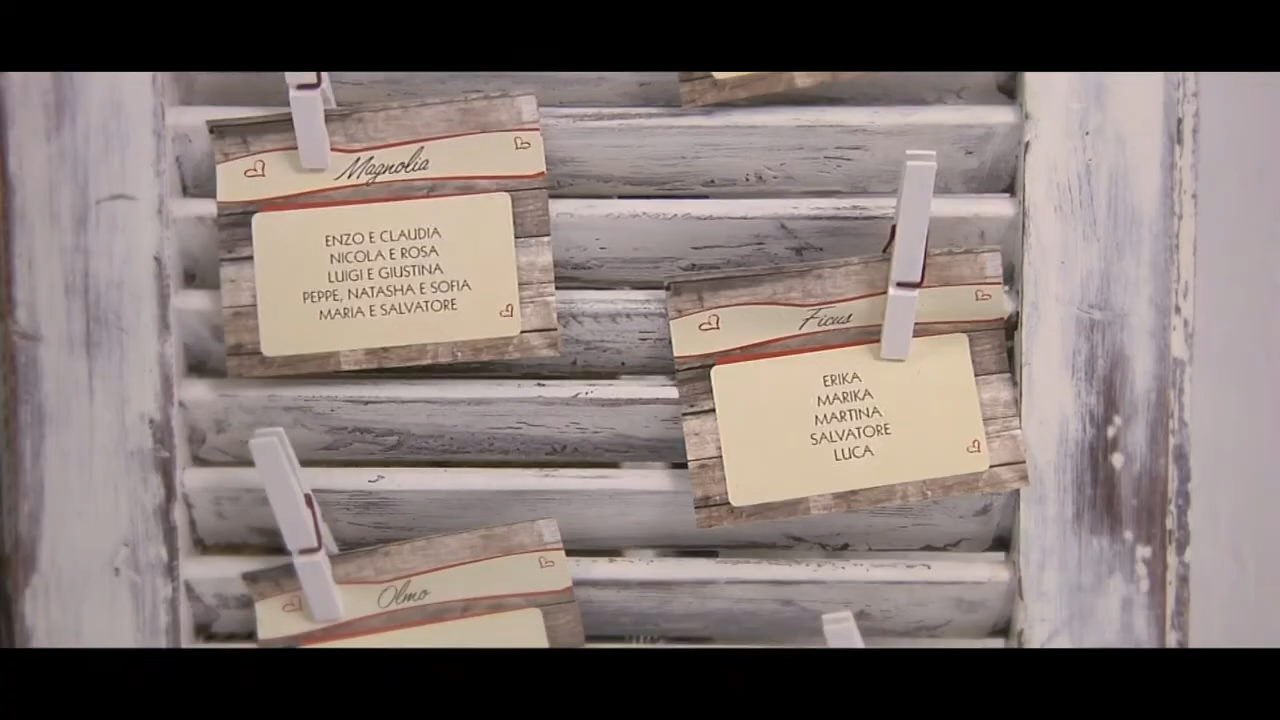 Magnolia
ENZO E CLAUDIA
NICOLA E ROSA
LUIGI E GIUSTINA
PEPPE, NATASHA E SOFIA
MARIA E SALVATORE
Ficus
ERIKA
MARIKA
MARTINA
SALVATORE
LUCA
Olmo